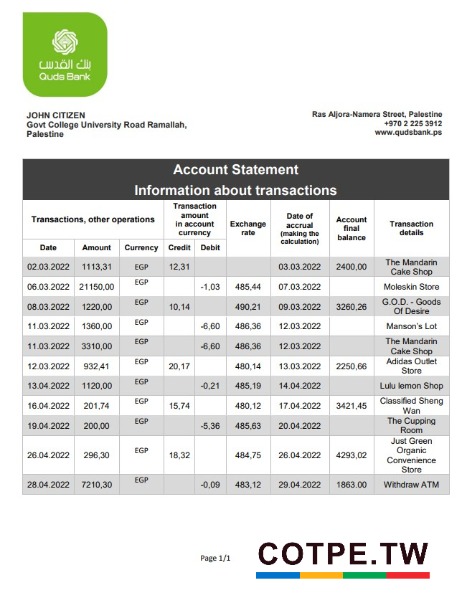 بنك القدس
Quds Bank
JOHN CITIZEN
Govt College University Road Ramallah,
Palestine
Ras Aljora-Namera Street, Palestine
+970 2 225 3912
www.qudsbank.ps
Account Statement
Information about transactions
Transactions, other operations
Transaction
amount
in account
currency
Exchange
rate
Date of
accrual
(making the
calculation)
Account
final
balance
Transaction
details
Date Amount Currency Credit Debit
02.03.2022 1113,31 EGP 12,31 03.03.2022 2400,00 The Mandarin
Cake Shop
06.03.2022 21150,00 EGP -1,03 485,44 07.03.2022 Moleskin Store
08.03.2022 1220,00 EGP 10,14 490,21 09.03.2022 3260,26 G.O.D. - Goods
Of Desire
11.03.2022 1360,00 EGP -6,60 486,36 12.03.2022 Manson's Lot
11.03.2022 3310,00 EGP -6,60 486,36 12.03.2022 The Mandarin
Cake Shop
12.03.2022 932,41 EGP 20,17 480,14 13.03.2022 2250,66 Adidas Outlet
Store
13.04.2022 1120,00 EGP -0,21 485,19 14.04.2022 Lulu lemon Shop
16.04.2022 201,74 EGP 15,74 480,12 17.04.2022 3421,45 Classified Sheng
Wan
19.04.2022 200,00 EGP -5,36 485,63 20.04.2022 The Cupping
Room
26.04.2022 296,30 EGP 18,32 484,75 26.04.2022 4293,02 Just Green
Organic
Convenience
Store
28.04.2022 7210,30 EGP -0,09 483,12 29.04.2022 1863.00 Withdraw ATM
Page 1/1
COTPE.TW